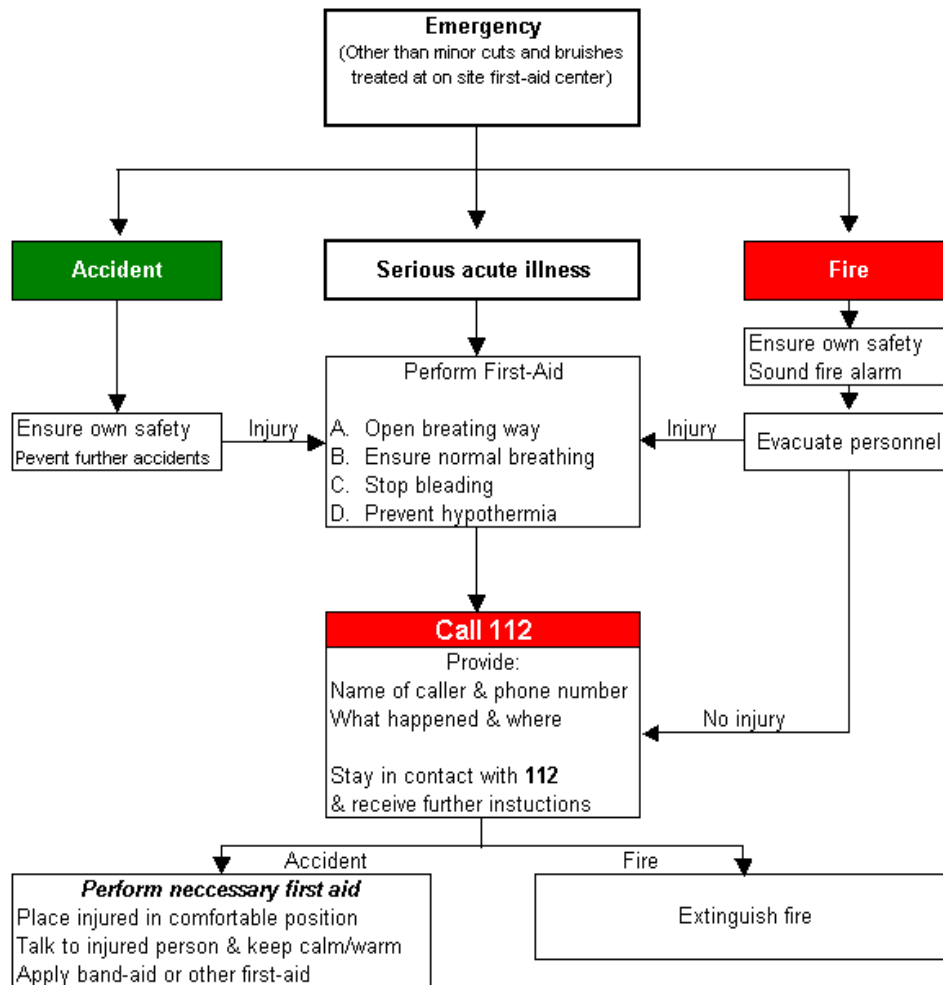 Emergency
(Other than minor cuts and bruishes
treated at on site first-aid center)
Accident
Serious acute illness
Fire
Ensure own safety
Sound fire alarm
Perform First-Aid
A. Open breating way
B. Ensure normal breathing
C. Stop bleading
D. Prevent hypothermia
Ensure own safety
Pevent further accidents
Injury
Injury
Evacuate personnel
Call 112
Provide:
Name of caller & phone number
What happened & where
Stay in contact with 112
& receive further instuctions
No injury
Accident
Fire
Perform neccessary first aid
Place injured in comfortable position
Talk to injured person & keep calm/warm
Apply band-aid or other first-aid
Extinguish fire